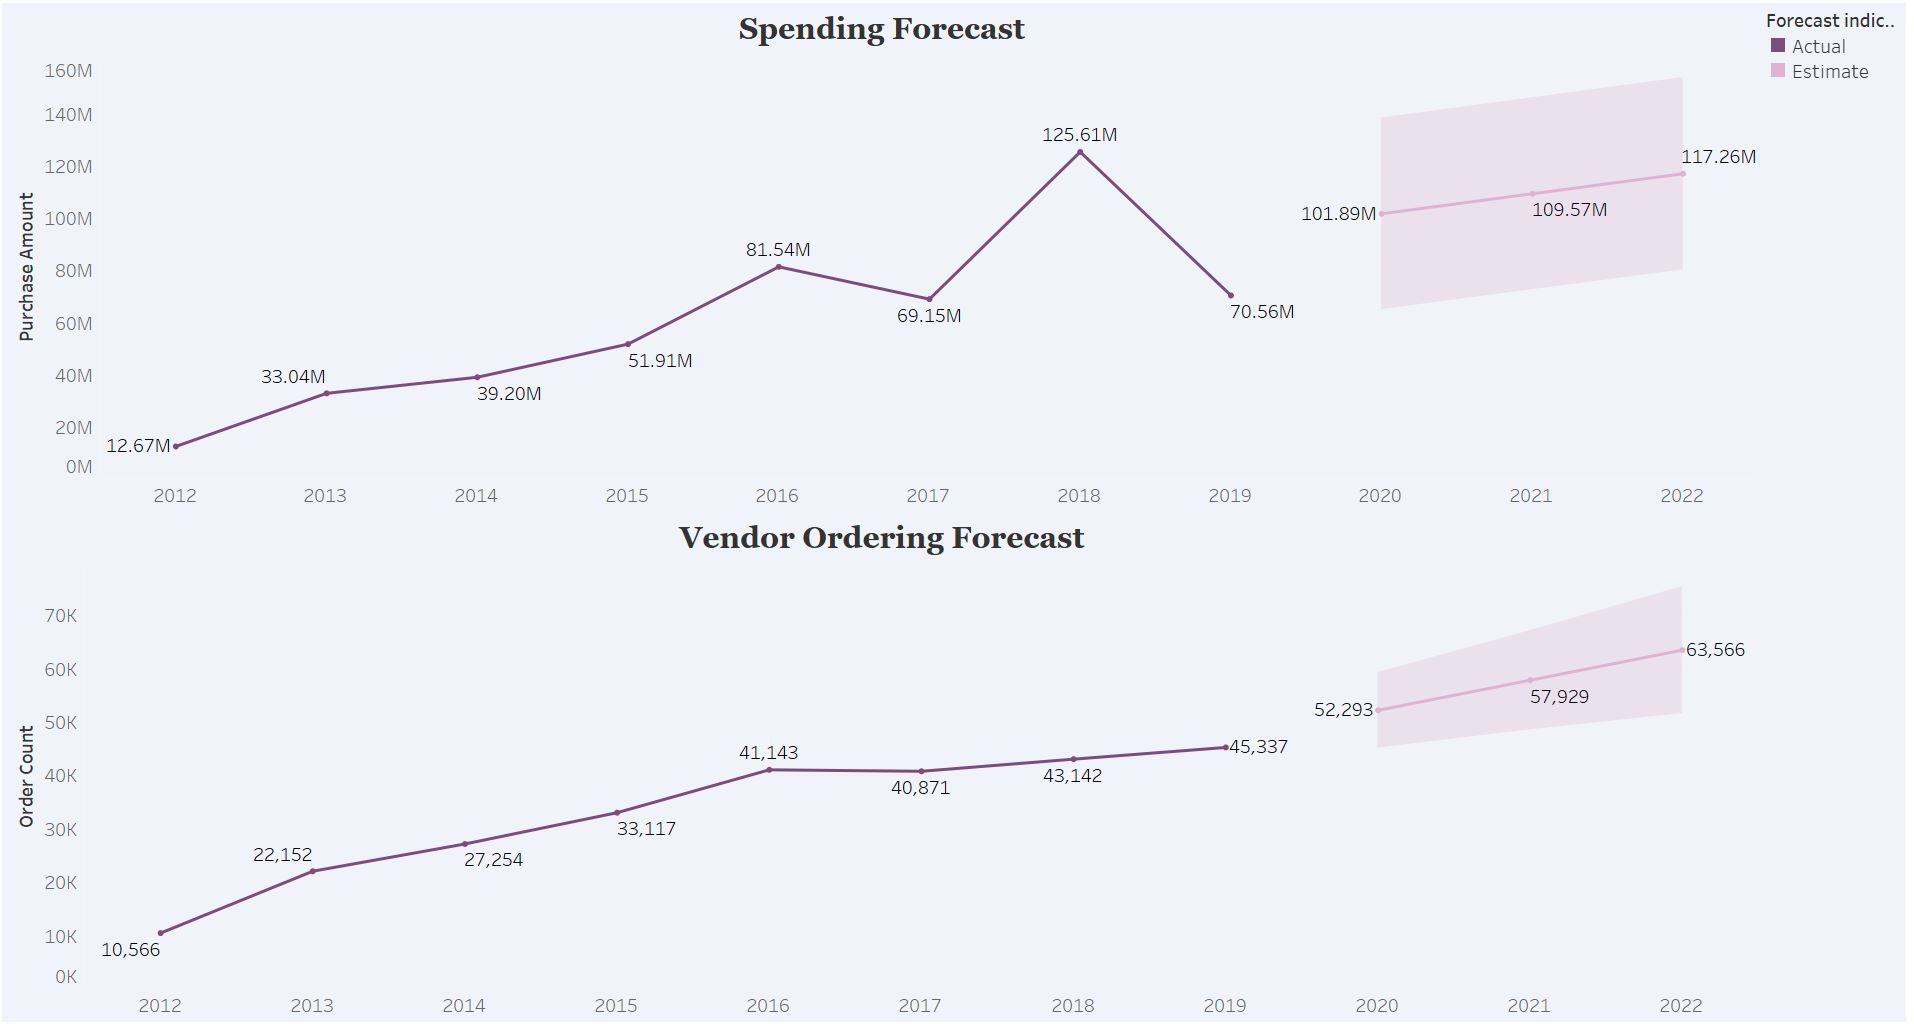 Spending Forecast
Forecast indic..
Actual
Estimate
Purchase Amount
160M
140M
120M
100M
80M
60M
40M
20M
0M
12.67M
33.04M
39.20M
51.91M
81.54M
69.15M
125.61M
70.56M
101.89M
109.57M
117.26M
2012 2013 2014 2015 2016 2017 2018 2019 2020 2021 2022
Vendor Ordering Forecast
Order Count
70K
60K
50K
40K
30K
20K
10K
0K
10,566
22,152
27,254
33,117
41,143
40,871
43,142
45,337
52,293
57,929
63,566
2012 2013 2014 2015 2016 2017 2018 2019 2020 2021 2022